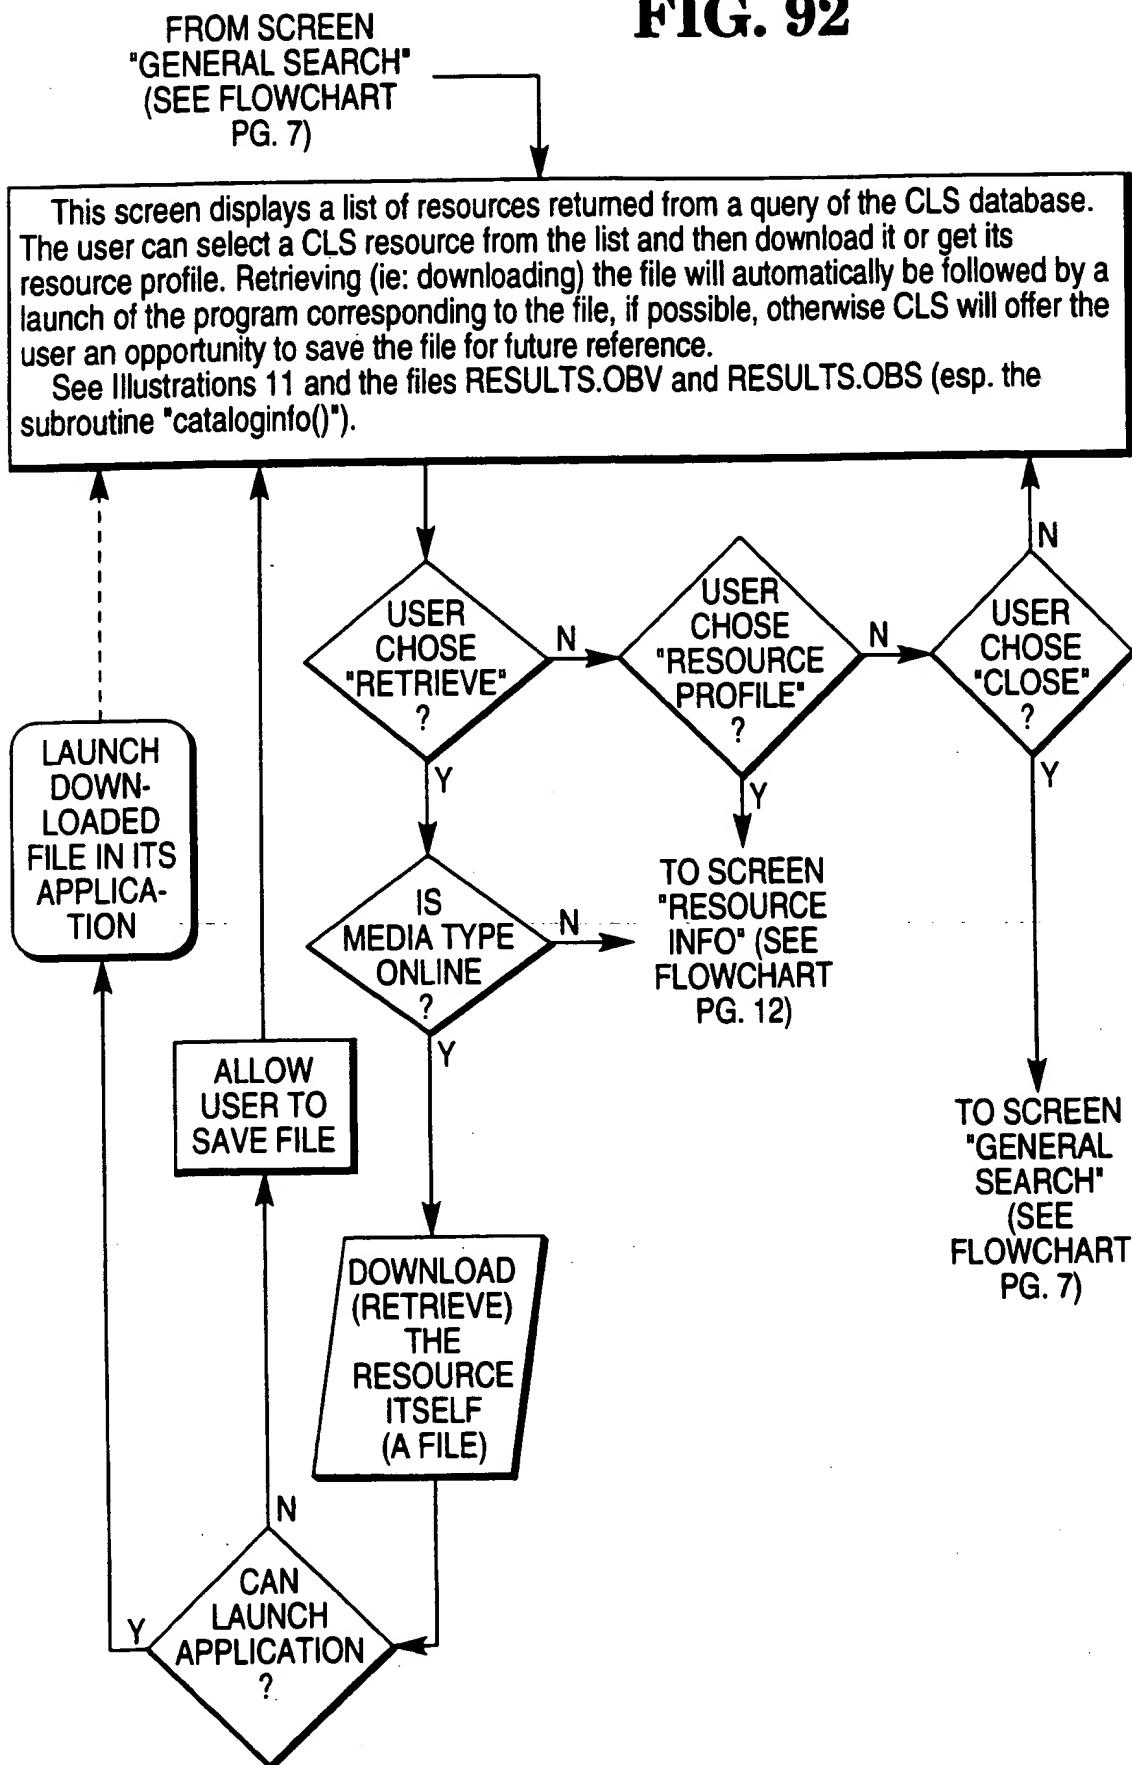 FIG. 92
FROM SCREEN
"GENERAL SEARCH"
(SEE FLOWCHART
PG. 7)
This screen displays a list of resources returned from a query of the CLS database.
The user can select a CLS resource from the list and then download it or get its
resource profile. Retrieving (ie: downloading) the file will automatically be followed by a
launch of the program corresponding to the file, if possible, otherwise CLS will offer the
user an opportunity to save the file for future reference.
See Illustrations 11 and the files RESULTS.OBV and RESULTS.OBS (esp. the
subroutine "cataloginfo()").
USER
CHOSE
"RETRIEVE"
?
N
Y
USER
CHOSE
"RESOURCE
PROFILE"
?
N
Y
USER
CHOSE
"CLOSE"
?
N
Y
LAUNCH
DOWN-
LOADED
FILE IN ITS
APPLICA-
TION
IS
MEDIA TYPE
ONLINE
?
N
Y
TO SCREEN
"RESOURCE
INFO" (SEE
FLOWCHART
PG. 12)
ALLOW
USER TO
SAVE FILE
TO SCREEN
"GENERAL
SEARCH"
(SEE
FLOWCHART
PG. 7)
DOWNLOAD
(RETRIEVE)
THE
RESOURCE
ITSELF
(A FILE)
N
Y
CAN
LAUNCH
APPLICATION
?